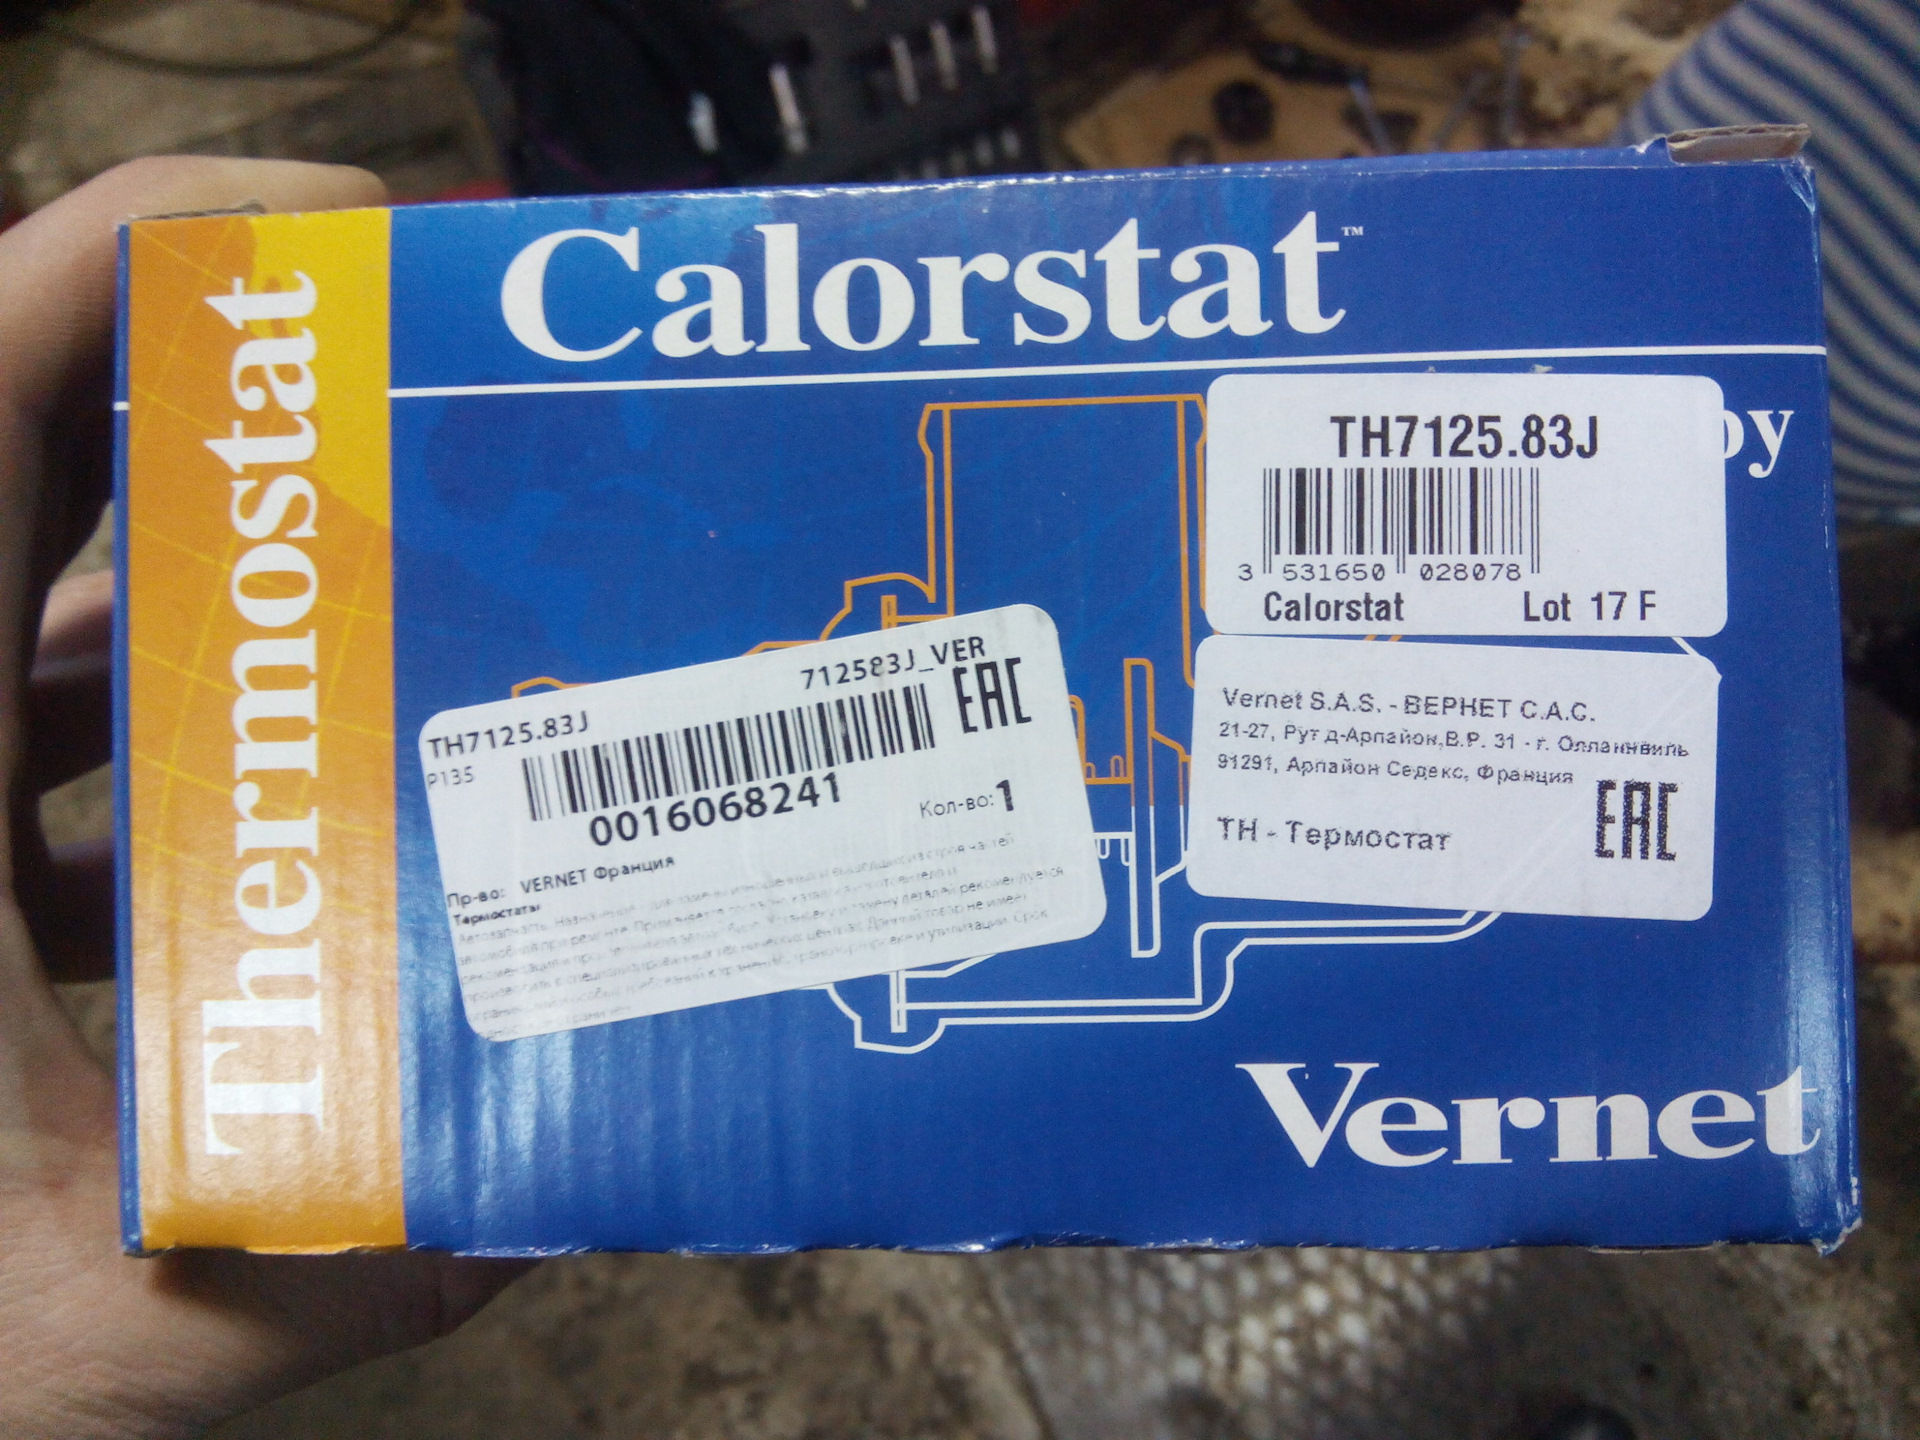 Thermostat
Calorstat™
by
TH7125.83J
3 531650 028078
Calorstat Lot 17 F
712583J_VER
TH7125.83J
P135
EAC
0016068241
Кол-во: 1
Пр-во: VERNET Франция
Термостаты
Vernet S.A.S. - ВЕРНЕТ С.А.С.
21-27, Рут д-Арпайон,В.Р. 31 - г. Олланнвиль
91291, Арпайон Седекс, Франция
EAC
ТН - Термостат
Vernet